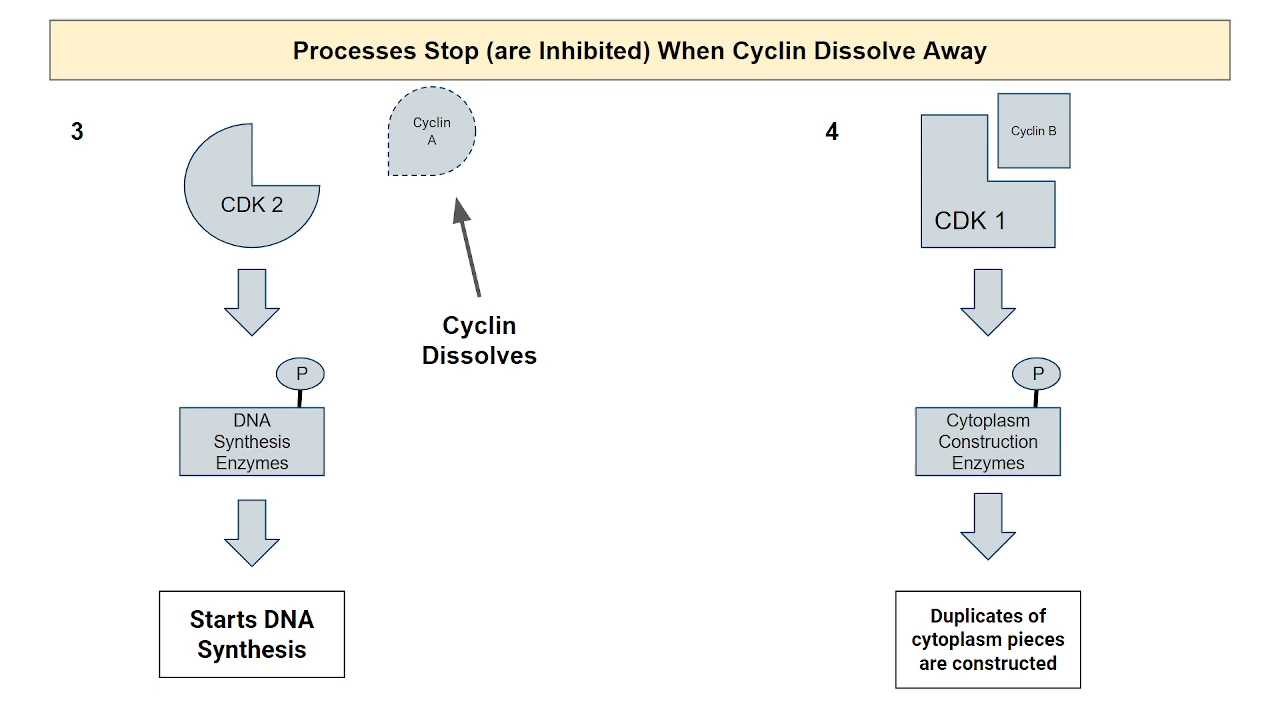 Processes Stop (are Inhibited) When Cyclin Dissolve Away
3
Cyclin
A
CDK 2
Cyclin
Dissolves
P
DNA
Synthesis
Enzymes
Starts DNA
Synthesis
4
Cyclin B
CDK 1
P
Cytoplasm
Construction
Enzymes
Duplicates of
cytoplasm pieces
are constructed